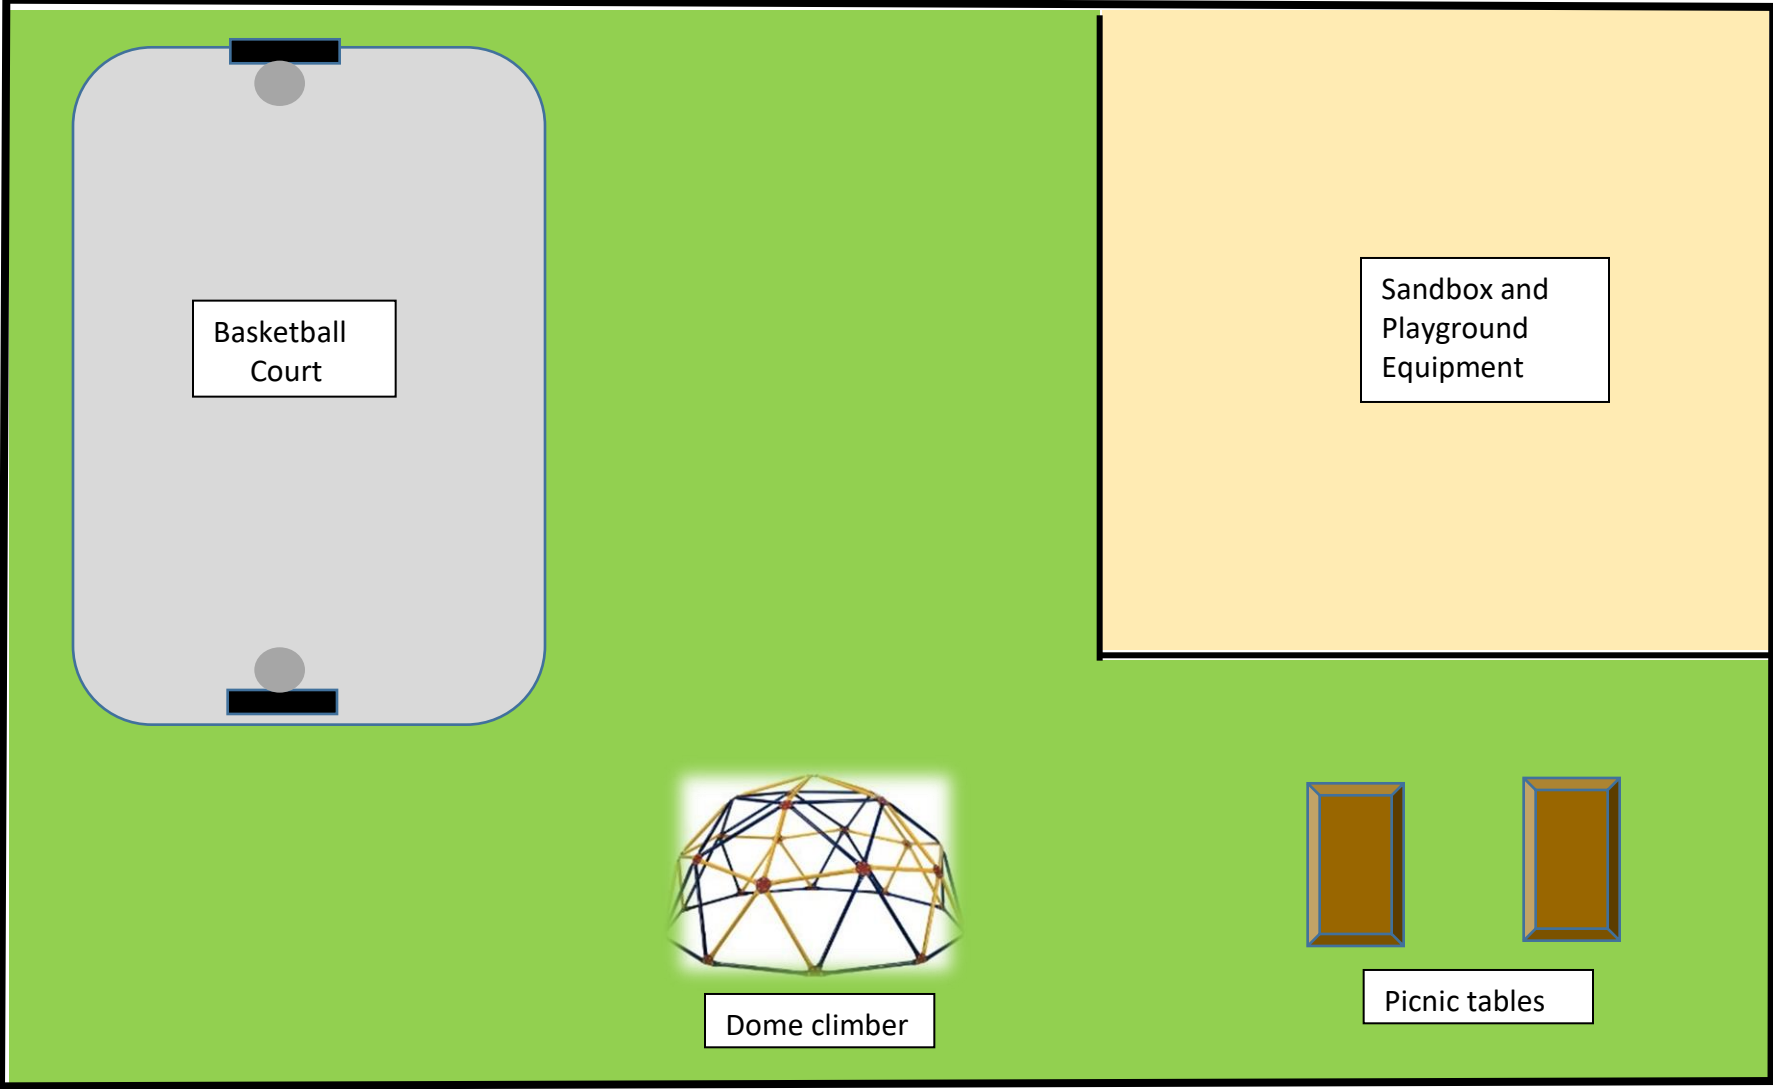 Basketball
Court
Sandbox and
Playground
Equipment
Dome climber
Picnic tables